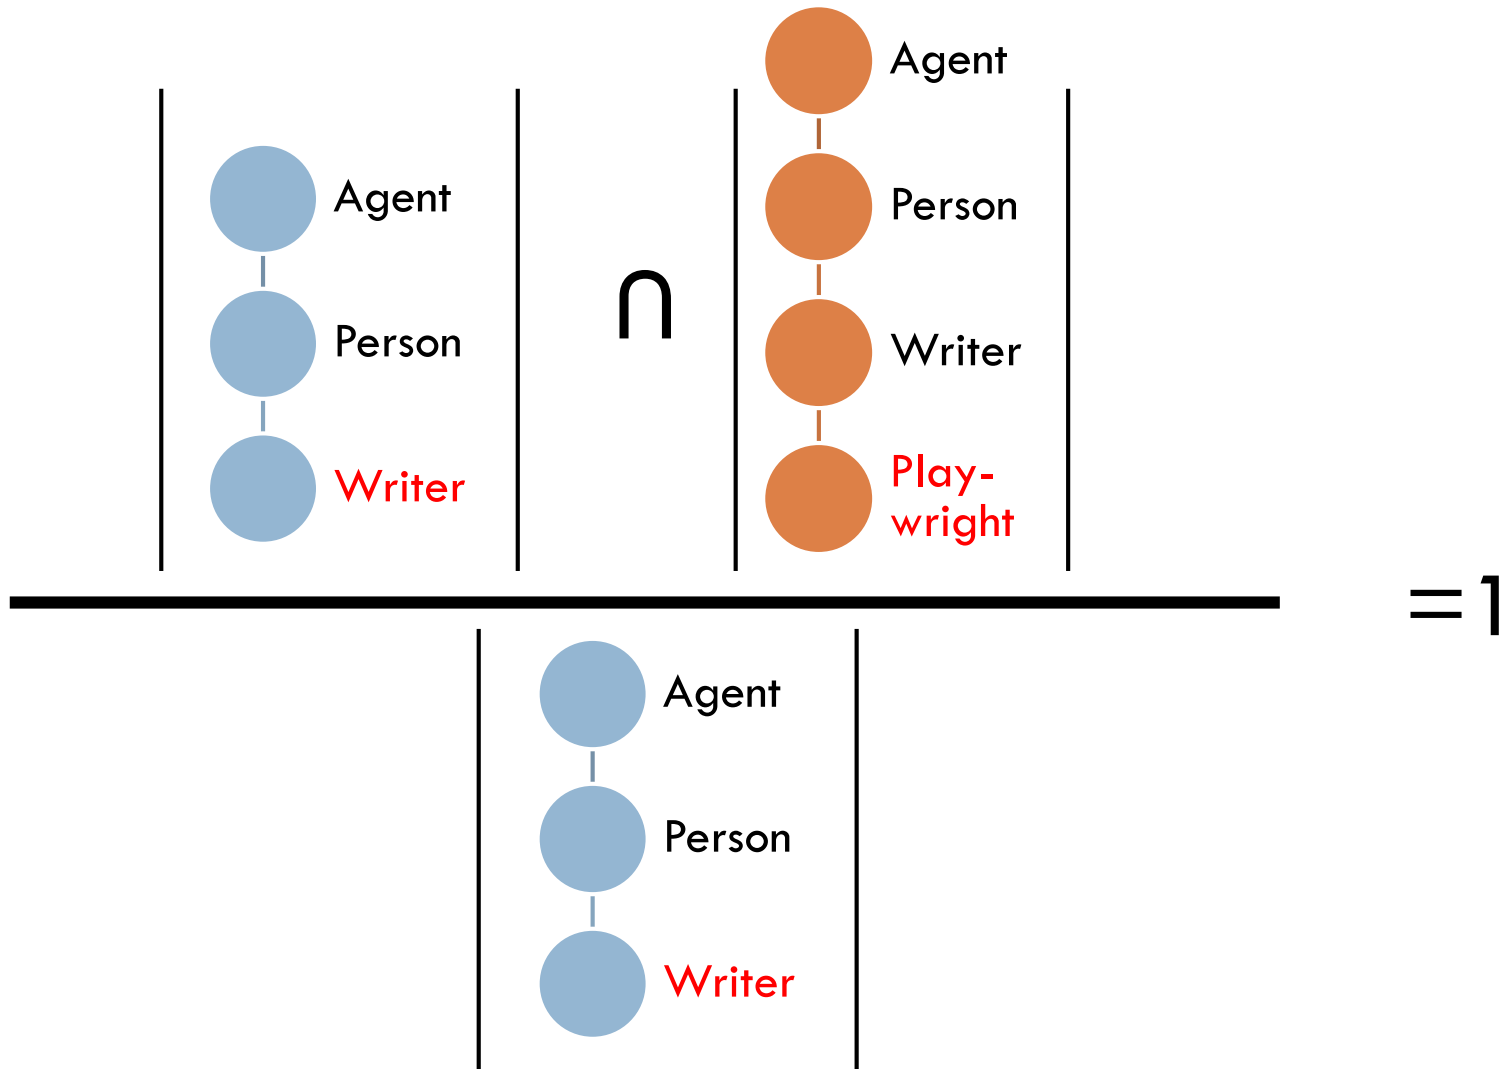 Agent
Person
Writer
∩
Agent
Person
Writer
Play-
wright
=1
Agent
Person
Writer